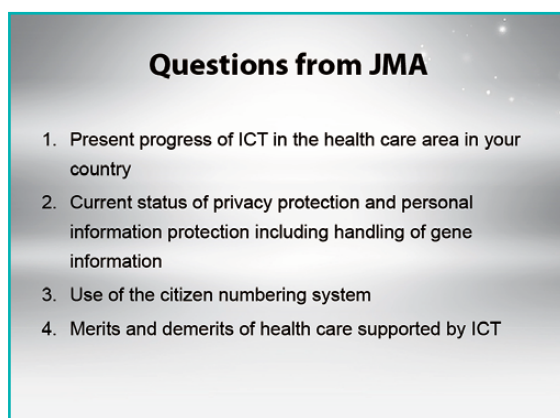 Questions from JMA
1. Present progress of ICT in the health care area in your
country
2. Current status of privacy protection and personal
information protection including handling of gene
information
3. Use of the citizen numbering system
4. Merits and demerits of health care supported by ICT